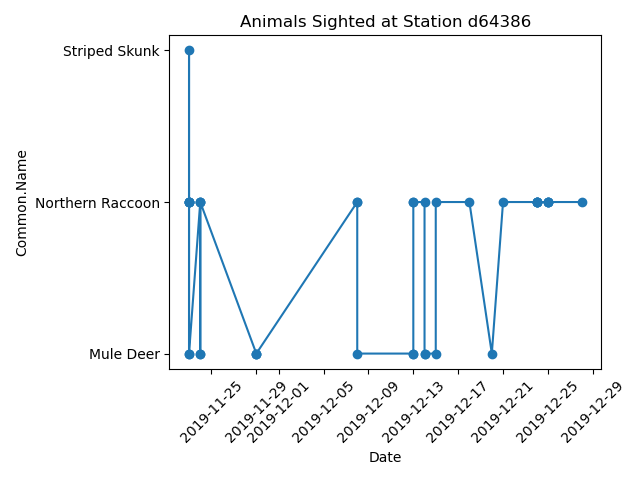 Animals Sighted at Station d64386
Striped Skunk
Northern Raccoon
Mule Deer
Common.Name
2019-11-25
2019-11-29
2019-12-01
2019-12-05
2019-12-09
2019-12-13
2019-12-17
2019-12-21
2019-12-25
2019-12-29
Date